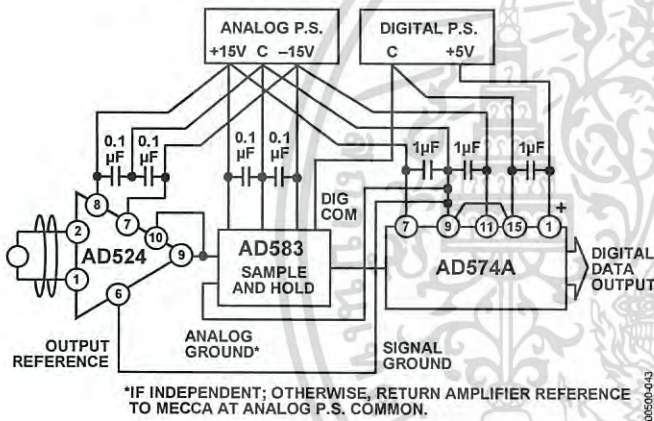 ANALOG P.S.
+15V C –15V
DIGITAL P.S.
C +5V
0.1 µF
0.1 µF
0.1 µF
0.1 µF
1µF
1µF
1µF
DIG COM
8
7
10
2
AD524
9
1
6
AD583
SAMPLE
AND HOLD
7
9
11
15
1
+
AD574A
DIGITAL
DATA
OUTPUT
OUTPUT
REFERENCE
ANALOG
GROUND*
SIGNAL
GROUND
*IF INDEPENDENT; OTHERWISE, RETURN AMPLIFIER REFERENCE
TO MECCA AT ANALOG P.S. COMMON.
00500-043